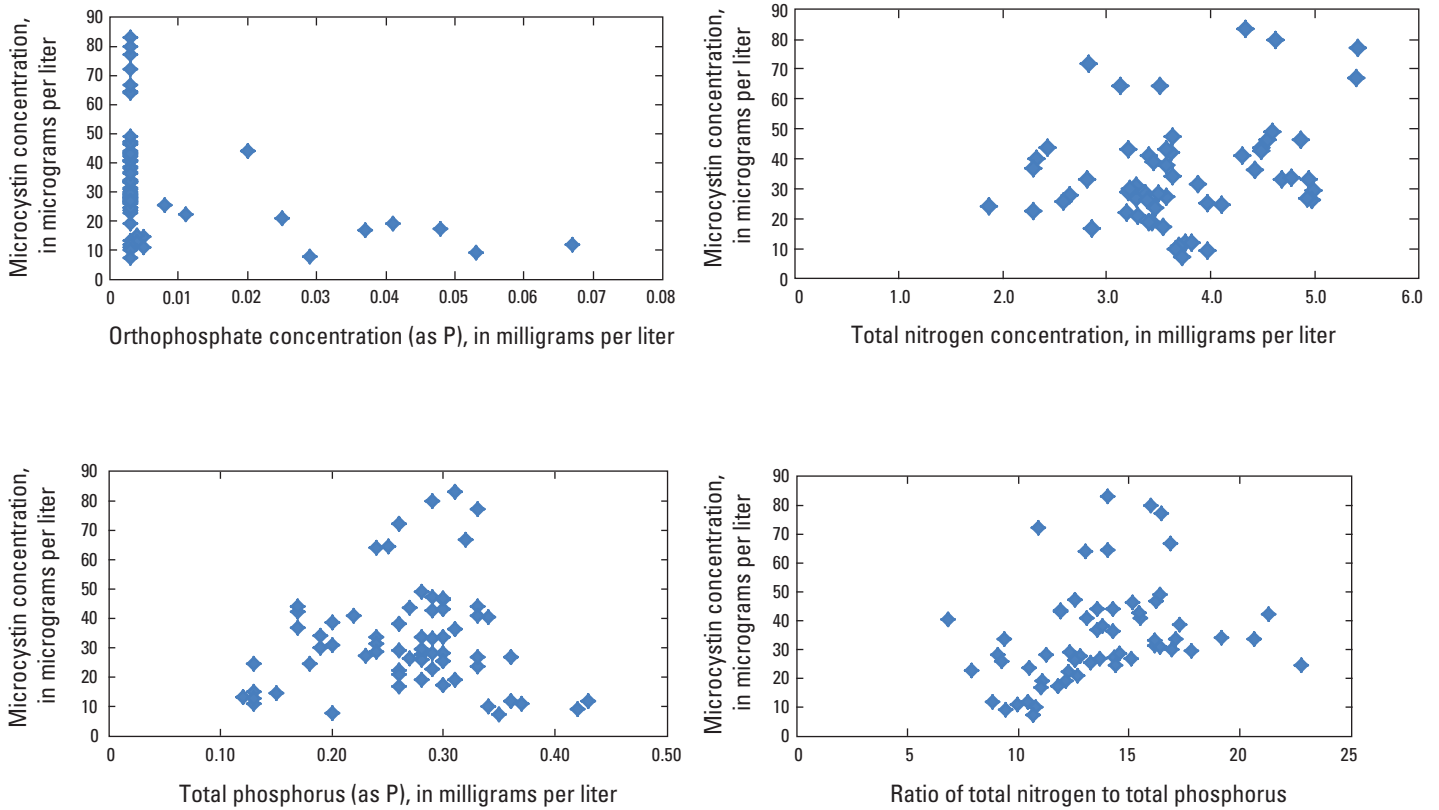 Microcystin concentration,
in micrograms per liter
90
80
70
60
50
40
30
20
10
0
0 0.01 0.02 0.03 0.04 0.05 0.06 0.07 0.08
Orthophosphate concentration (as P), in milligrams per liter
Microcystin concentration,
in micrograms per liter
90
80
70
60
50
40
30
20
10
0
0 1.0 2.0 3.0 4.0 5.0 6.0
Total nitrogen concentration, in milligrams per liter
Microcystin concentration,
in micrograms per liter
90
80
70
60
50
40
30
20
10
0
0 0.10 0.20 0.30 0.40 0.50
Total phosphorus (as P), in milligrams per liter
Microcystin concentration,
in micrograms per liter
90
80
70
60
50
40
30
20
10
0
0 5 10 15 20 25
Ratio of total nitrogen to total phosphorus